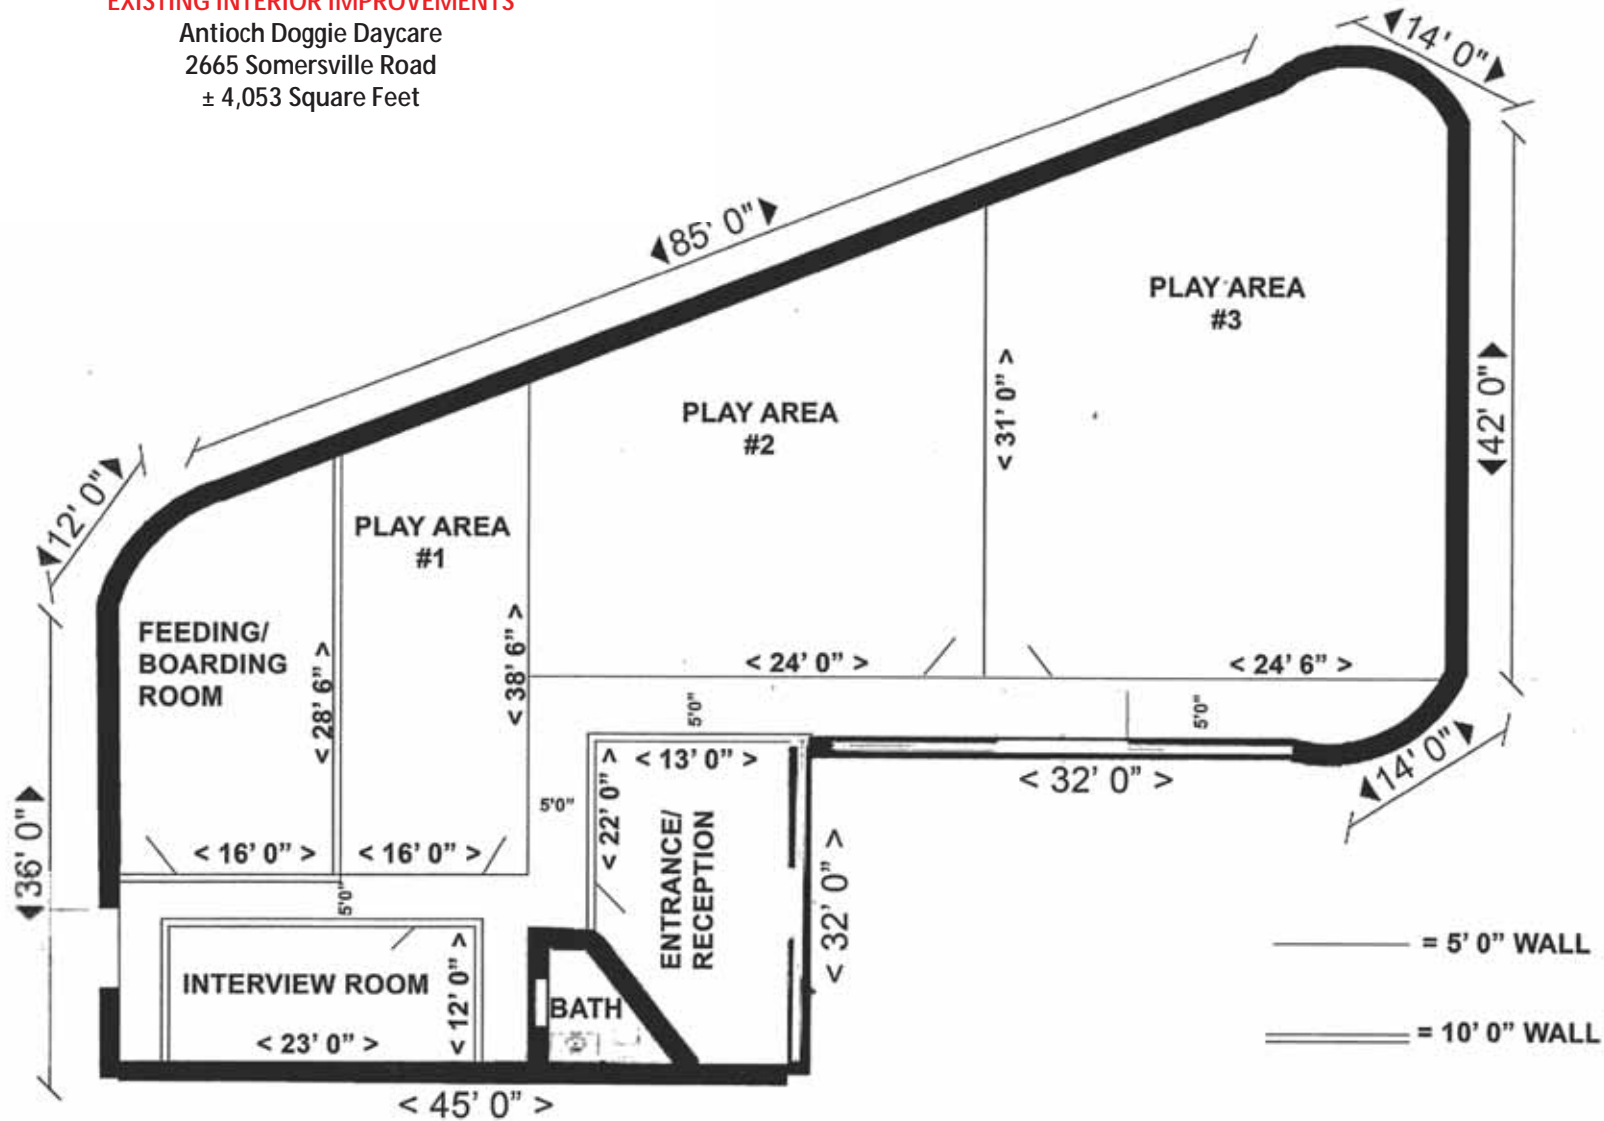 EXISTING INTERIOR IMPROVEMENTS
Antioch Doggie Daycare
2665 Somersville Road
± 4,053 Square Feet
14' 0"
85' 0"
PLAY AREA
#3
PLAY AREA
#2
< 31' 0” >
42' 0"
12' 0"
PLAY AREA
#1
FEEDING/
BOARDING
ROOM
< 28' 6” >
< 38' 6” >
< 24' 0” >
< 24' 6” >
5'0"
5'0"
< 13' 0” >
< 32' 0” >
14' 0"
36' 0"
< 16' 0” >
< 16' 0” >
5'0"
< 22' 0” >
ENTRANCE/
RECEPTION
< 32' 0” >
5'0"
INTERVIEW ROOM
< 12' 0” >
< 23' 0” >
BATH
= 5' 0” WALL
= 10' 0” WALL
< 45' 0” >